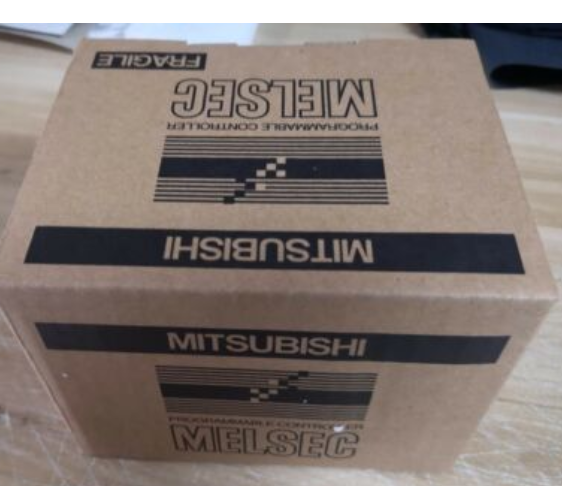 FRAGILE
MELSEC
PROGRAMMABLE CONTROLLER
MITSUBISHI
MITSUBISHI
PROGRAMMABLE CONTROLLER
MELSEC